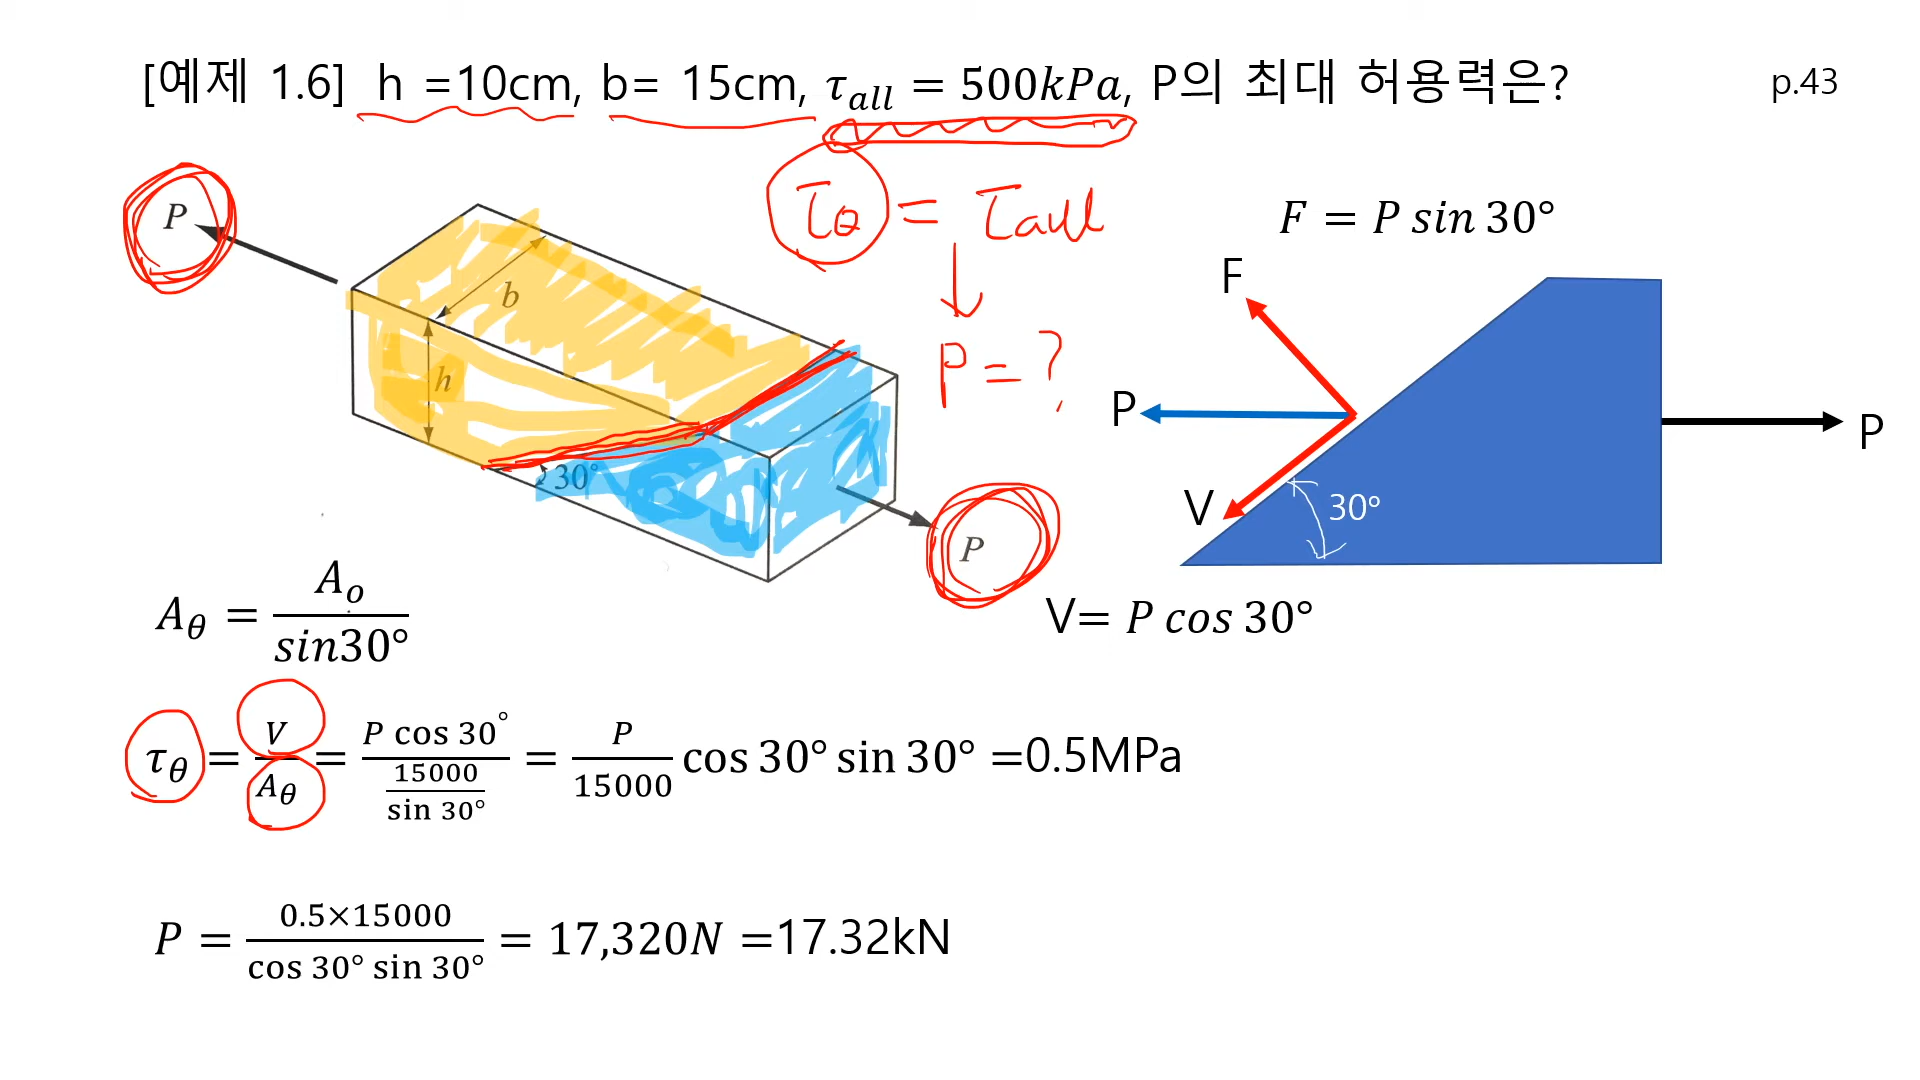 [예제 1.6] h =10cm, b= 15cm, τ_all = 500kPa, P의 최대 허용력은?
p.43
τ_θ = τ_all
P = ?
P
b
h
30°
P
F = P sin 30°
F
P
P
V
30°
V= P cos 30°
A_θ = A_o / sin30°
τ_θ = V / A_θ = P cos 30° / (15000 / sin 30°) = P / 15000 cos 30° sin 30° =0.5MPa
P = 0.5×15000 / cos 30° sin 30° = 17,320N =17.32kN